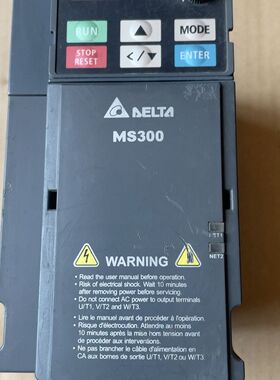 RUN
MODE
STOP
RESET
</>
ENTER
DELTA
MS300
WARNING
• Read the user manual before operation.
• Risk of electrical shock. Wait 10 minutes
after removing power before servicing.
• Do not connect AC power to output terminals
U/T1, V/T2 and W/T3.
• Lire le manuel avant de procéder à l'opération.
• Risque d'électrocution. Attendre au moins
10 minutes après la mise hors tension avant
de procéder aux interventions.
• Ne pas brancher le câble d'alimentation en
CA aux bornes de sortie U/T1, V/T2 ou W/T3.
NET1
NET2